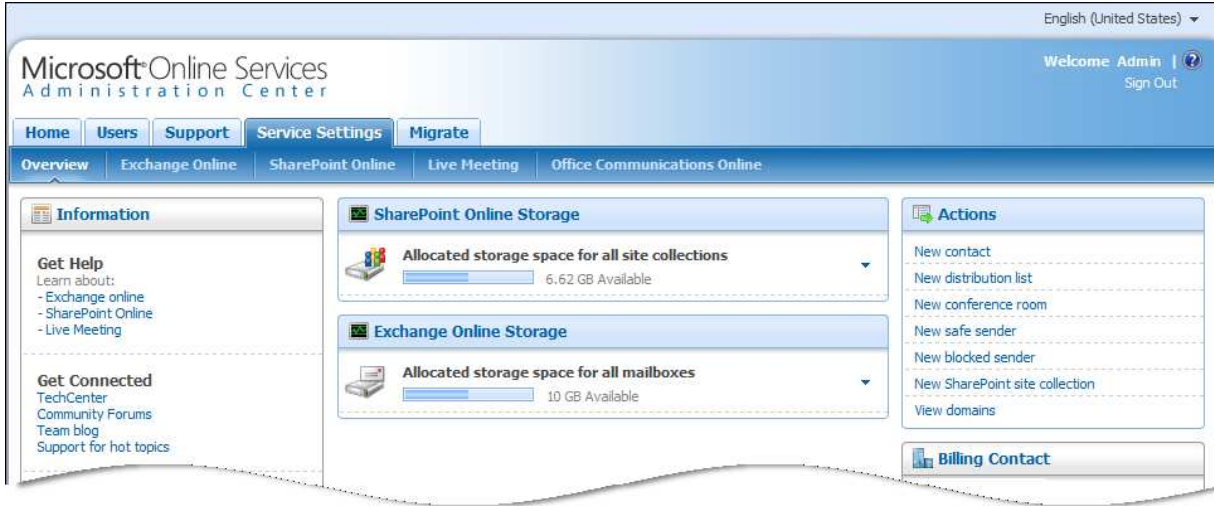 English (United States)
Microsoft® Online Services
Administration Center
Welcome Admin |
Sign Out
Home Users Support Service Settings Migrate
Overview Exchange Online SharePoint Online Live Meeting Office Communications Online
Information
Get Help
Learn about:
- Exchange online
- SharePoint Online
- Live Meeting
Get Connected
TechCenter
Community Forums
Team blog
Support for hot topics
SharePoint Online Storage
Allocated storage space for all site collections
6.62 GB Available
Exchange Online Storage
Allocated storage space for all mailboxes
10 GB Available
Actions
New contact
New distribution list
New conference room
New safe sender
New blocked sender
New SharePoint site collection
View domains
Billing Contact